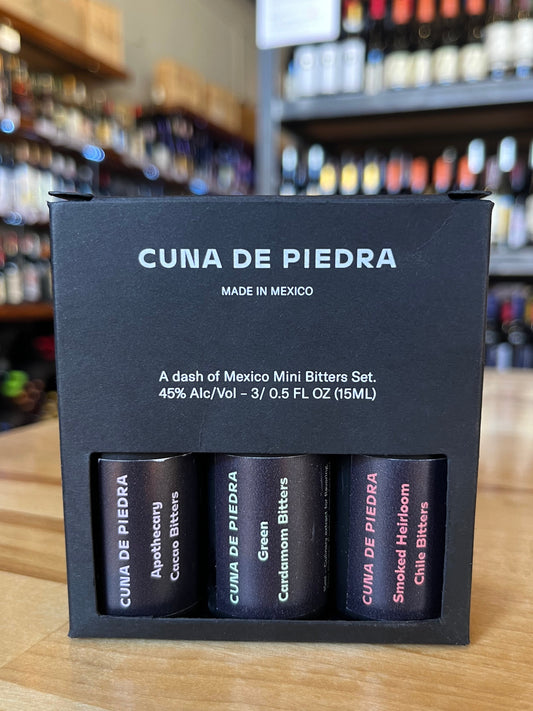 CUNA DE PIEDRA
MADE IN MEXICO
A dash of Mexico Mini Bitters Set.
45% Alc/Vol – 3/ 0.5 FL OZ (15ML)
CUNA DE PIEDRA
Apothecary
Cacao Bitters
CUNA DE PIEDRA
Green
Cardamom Bitters
CUNA DE PIEDRA
Smoked Heirloom
Chile Bitters